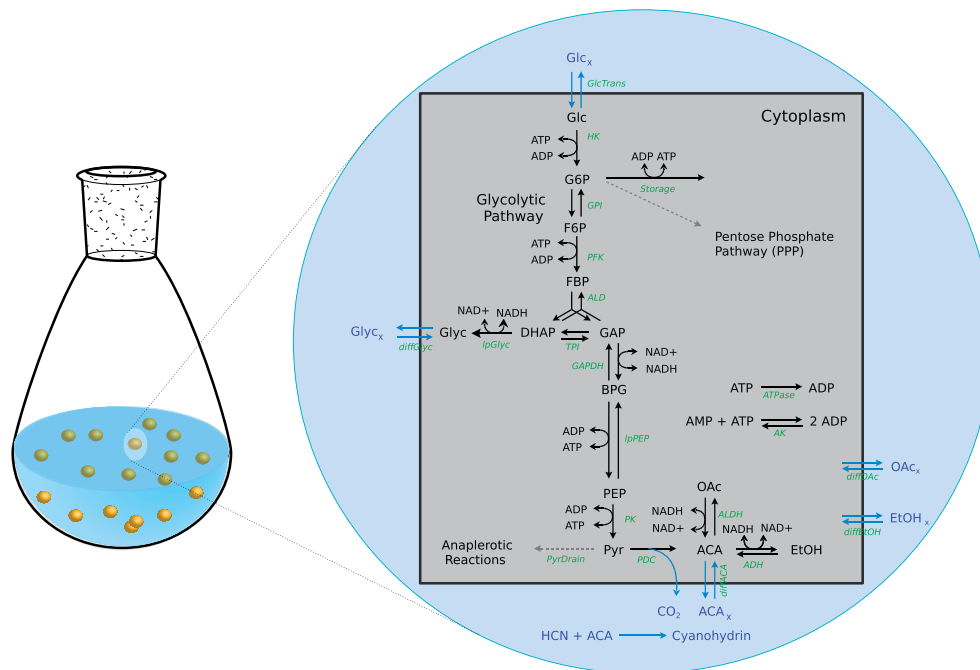 Glcx
GlcTrans
Cytoplasm
Glc
HK
ATP
ADP
ADP ATP
G6P
Storage
Glycolytic
Pathway
GPI
F6P
Pentose Phosphate
Pathway (PPP)
ATP
ADP
PFK
FBP
ALD
NAD+ NADH
Glycx
diffGlyc
Glyc
lpGlyc
DHAP
TPI
GAP
GAPDH
NAD+
NADH
BPG
ATP
ATPase
ADP
AMP + ATP
AK
2 ADP
ADP
ATP
lpPEP
OAcx
diffOAc
PEP
OAc
ADP
ATP
PK
NADH
NAD+
ALDH
EtOHx
diffEtOH
NADH NAD+
Anaplerotic
Reactions
PyrDrain
Pyr
PDC
ACA
ADH
EtOH
diffACA
CO2
ACAx
HCN + ACA
Cyanohydrin